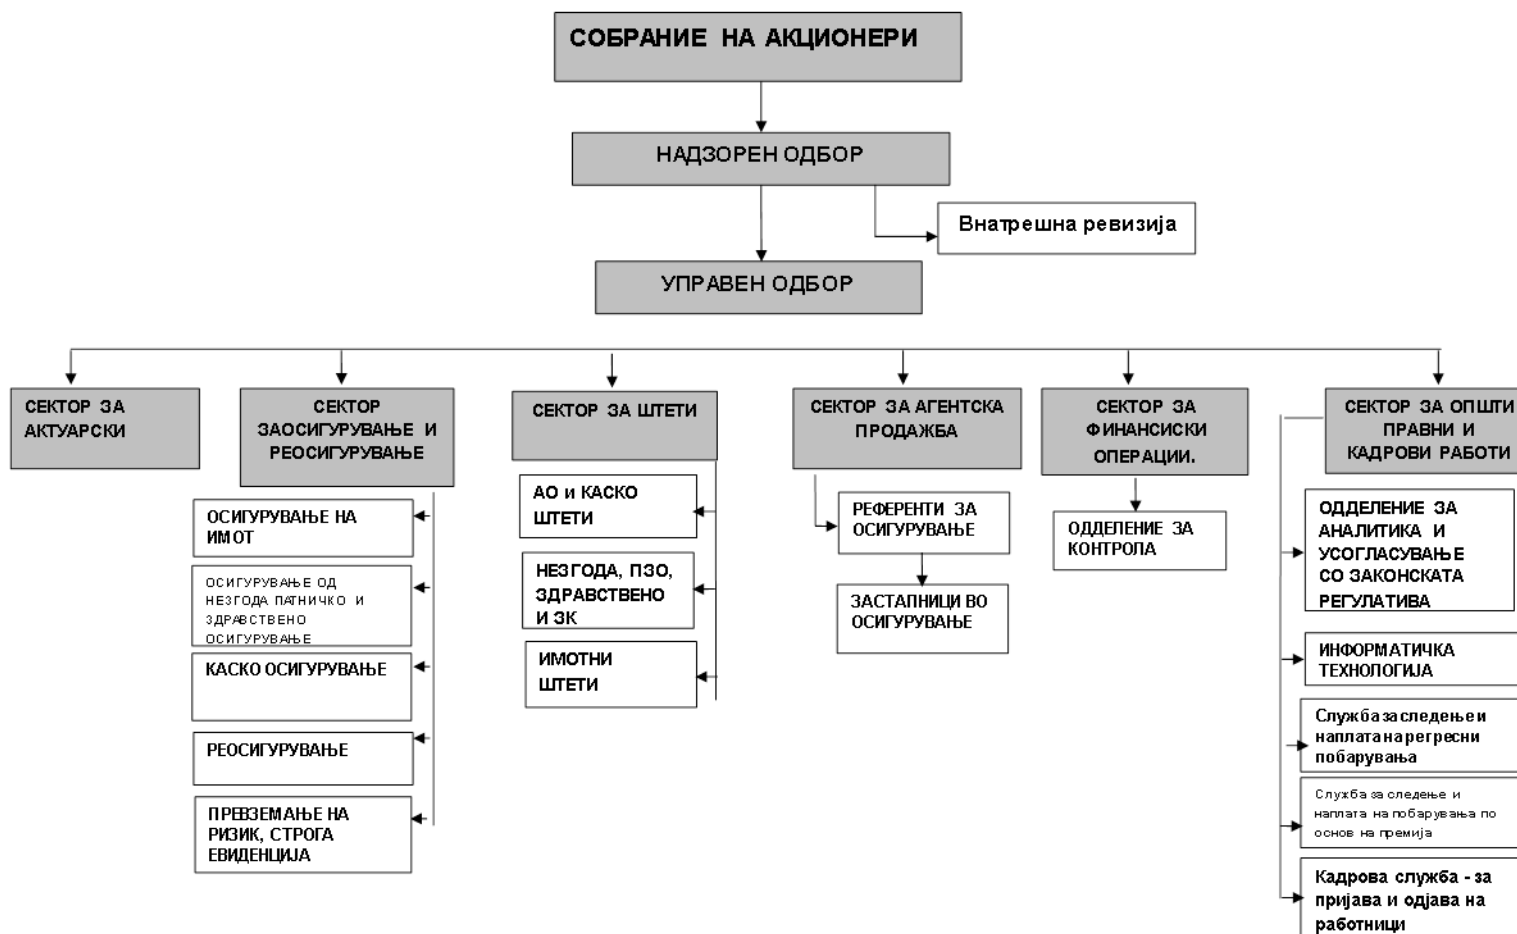 СОБРАНИЕ НА АКЦИОНЕРИ
НАДЗОРЕН ОДБОР
Внатрешна ревизија
УПРАВЕН ОДБОР
СЕКТОР ЗА
АКТУАРСКИ
СЕКТОР
ЗАОСИГУРУВАЊЕ И
РЕОСИГУРУВАЊЕ
СЕКТОР ЗА ШТЕТИ
СЕКТОР ЗА АГЕНТСКА
ПРОДАЖБА
СЕКТОР ЗА
ФИНАНСИСКИ
ОПЕРАЦИИ.
СЕКТОР ЗА ОПШТИ
ПРАВНИ И
КАДРОВИ РАБОТИ
ОСИГУРУВАЊЕ НА
ИМОТ
ОСИГУРУВАЊЕ ОД
НЕЗГОДА ПАТНИЧКО И
ЗДРАВСТВЕНО
ОСИГУРУВАЊЕ
КАСКО ОСИГУРУВАЊЕ
РЕОСИГУРУВАЊЕ
ПРЕВЗЕМАЊЕ НА
РИЗИК, СТРОГА
ЕВИДЕНЦИЈА
АО и КАСКО
ШТЕТИ
НЕЗГОДА, ПЗО,
ЗДРАВСТВЕНО
И ЗК
ИМОТНИ
ШТЕТИ
РЕФЕРЕНТИ ЗА
ОСИГУРУВАЊЕ
ЗАСТАПНИЦИ ВО
ОСИГУРУВАЊЕ
ОДДЕЛЕНИЕ ЗА
КОНТРОЛА
ОДДЕЛЕНИЕ ЗА
АНАЛИТИКА И
УСОГЛАСУВАЊЕ
СО ЗАКОНСКАТА
РЕГУЛАТИВА
ИНФОРМАТИЧКА
ТЕХНОЛОГИЈА
Служба за следење и
наплата на регресни
побарувања
Служба за следење и
наплата на побарувања по
основ на премија
Кадрова служба - за
пријава и одјава на
работници